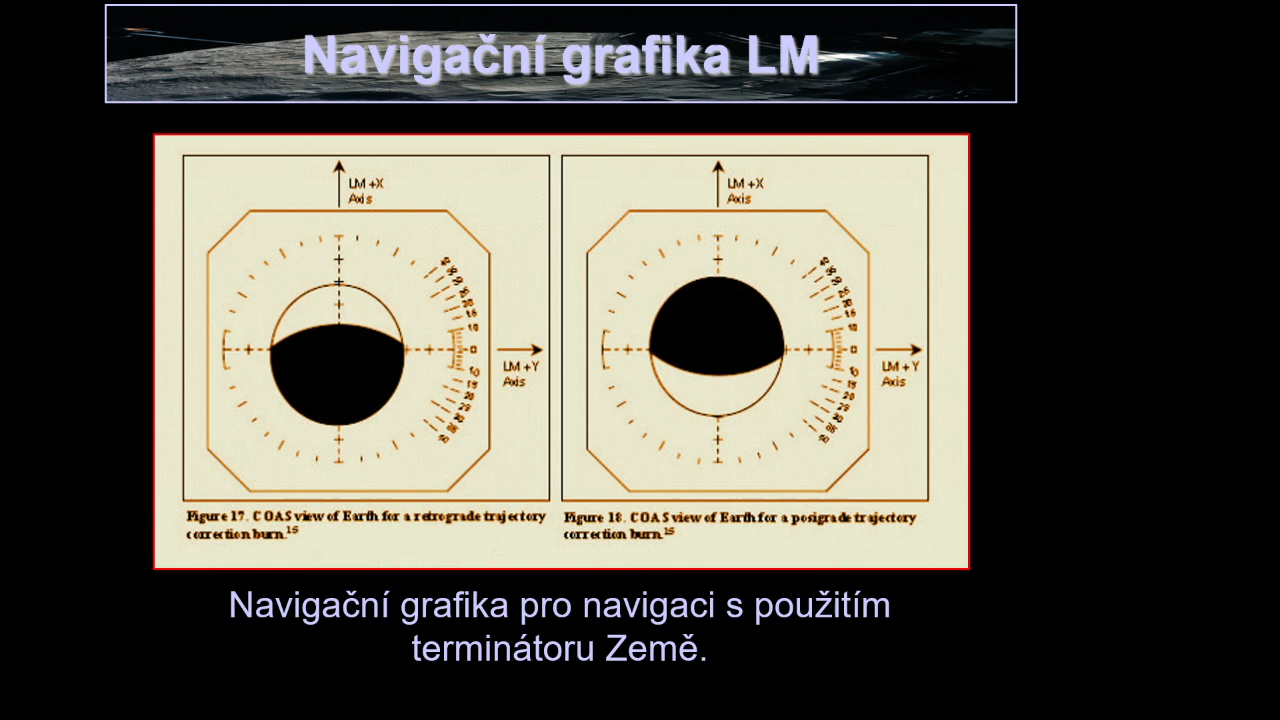 Navigační grafika LM
LM +X
Axis
LM +Y
Axis
Figure 17. COAS view of Earth for a retrograde trajectory
correction burn.15
LM +X
Axis
LM +Y
Axis
Figure 18. COAS view of Earth for a posigrade trajectory
correction burn.15
Navigační grafika pro navigaci s použitím
terminátoru Země.